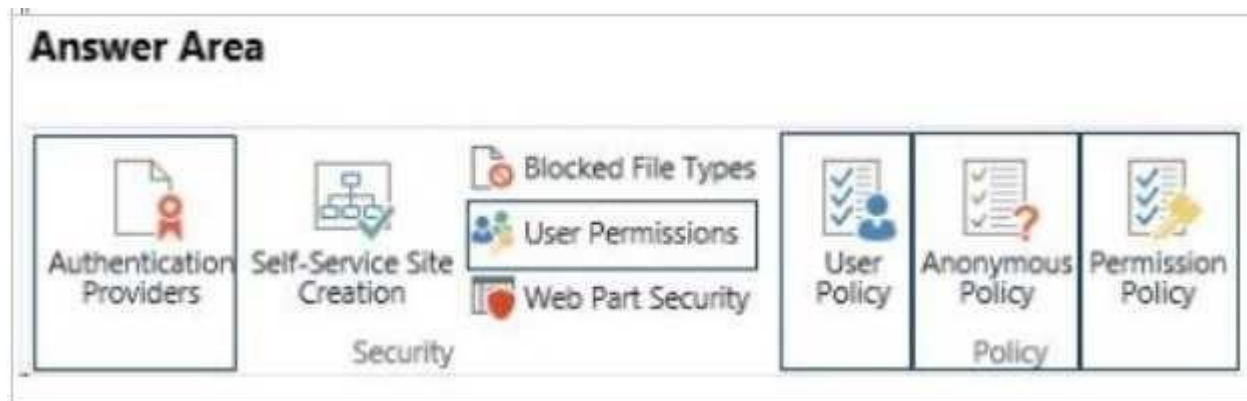 Answer Area
Authentication
Providers
Self-Service Site
Creation
Blocked File Types
User Permissions
Web Part Security
Security
User
Policy
Anonymous
Policy
Permission
Policy
Policy